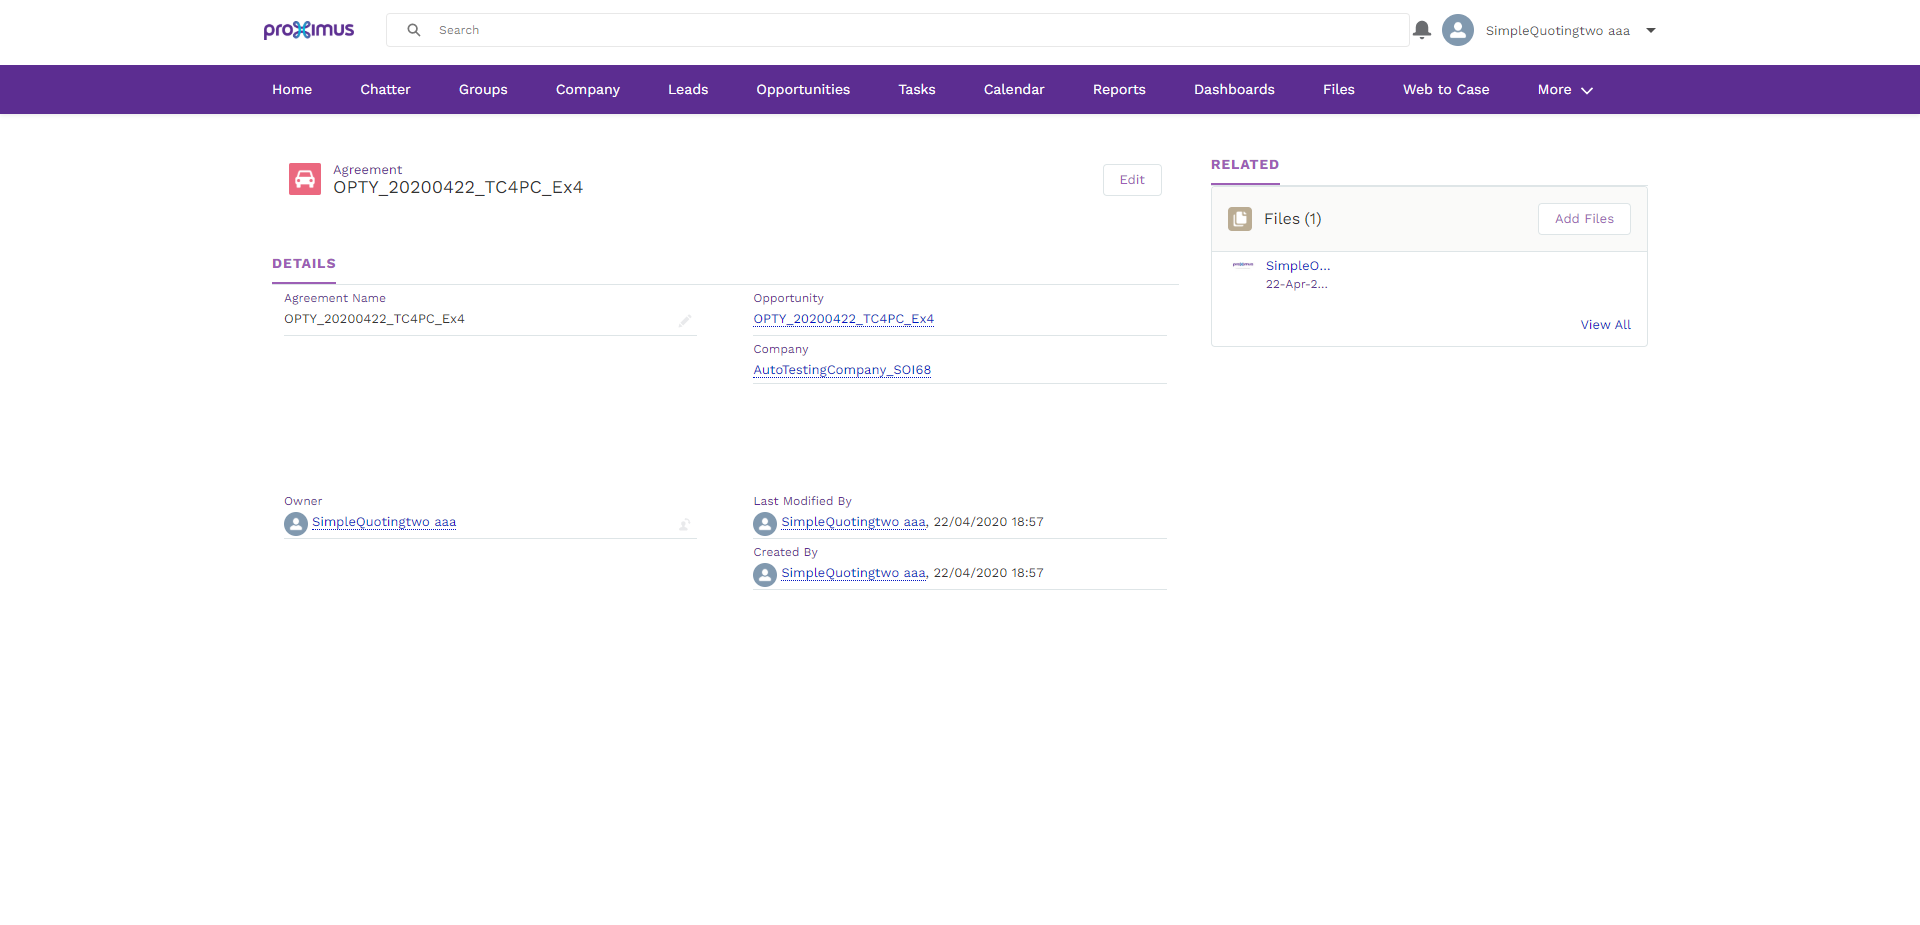 proximus
Search
SimpleQuotingtwo aaa
Home Chatter Groups Company Leads Opportunities Tasks Calendar Reports Dashboards Files Web to Case More
Agreement
OPTY_20200422_TC4PC_Ex4
Edit
RELATED
Files (1)
Add Files
proximus
SimpleQ...
22-Apr-2...
View All
DETAILS
Agreement Name
OPTY_20200422_TC4PC_Ex4
Opportunity
OPTY_20200422_TC4PC_Ex4
Company
AutoTestingCompany_SOI68
Owner
SimpleQuotingtwo aaa
Last Modified By
SimpleQuotingtwo aaa, 22/04/2020 18:57
Created By
SimpleQuotingtwo aaa, 22/04/2020 18:57